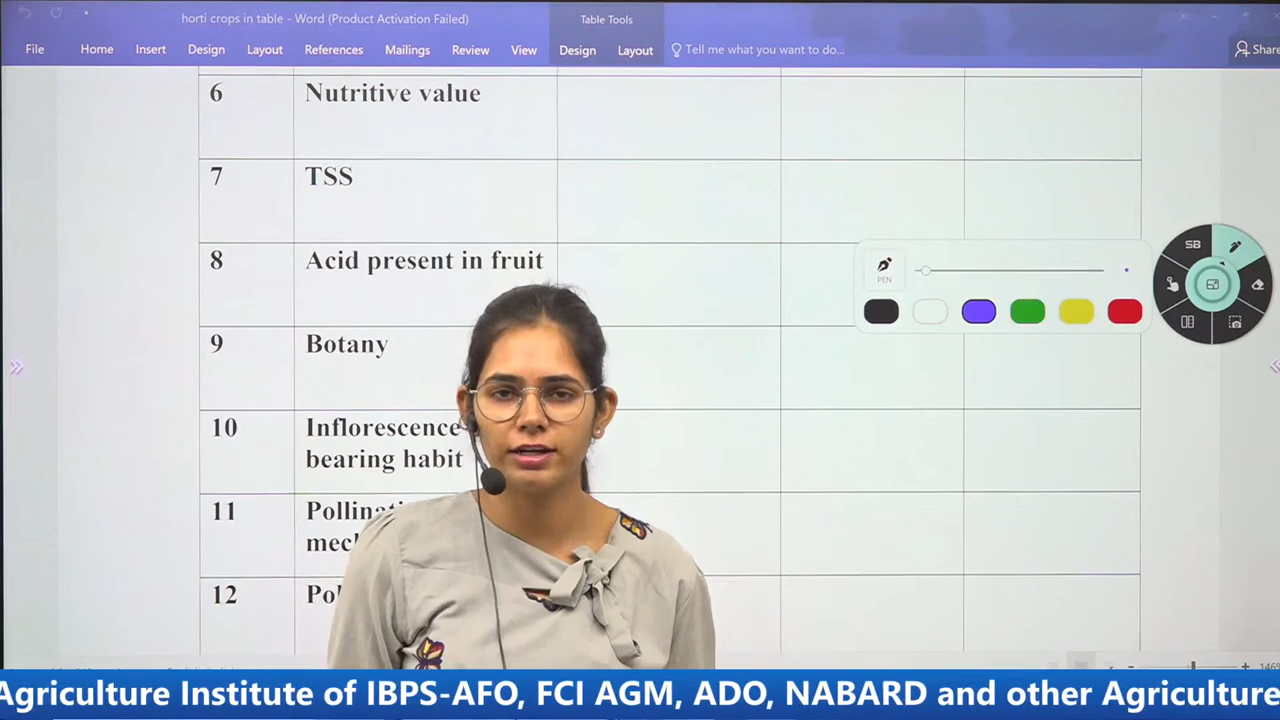 horti crops in table - Word (Product Activation Failed)
Table Tools
File Home Insert Design Layout References Mailings Review View Design Layout Tell me what you want to do... Share
6 Nutritive value
7 TSS
8 Acid present in fruit
SB
PEN
9 Botany
10 Inflorescence
bearing habit
11
12
Agriculture Institute of IBPS-AFO, FCI AGM, ADO, NABARD and other Agriculture